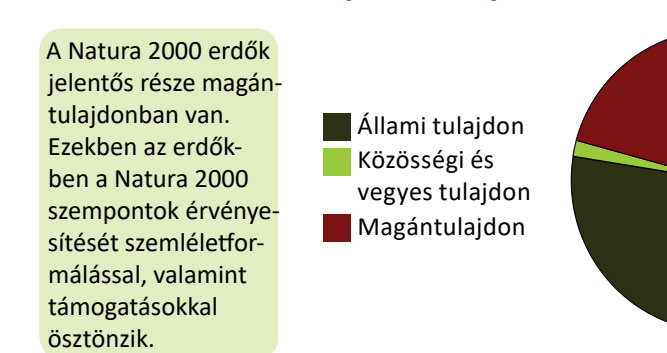 A Natura 2000 erdők
jelentős része magán-
tulajdonban van.
Ezekben az erdők-
ben a Natura 2000
szempontok érvénye-
sítését szemléletfor-
málással, valamint
támogatásokkal
ösztönzik.
Állami tulajdon
Közösségi és
vegyes tulajdon
Magántulajdon